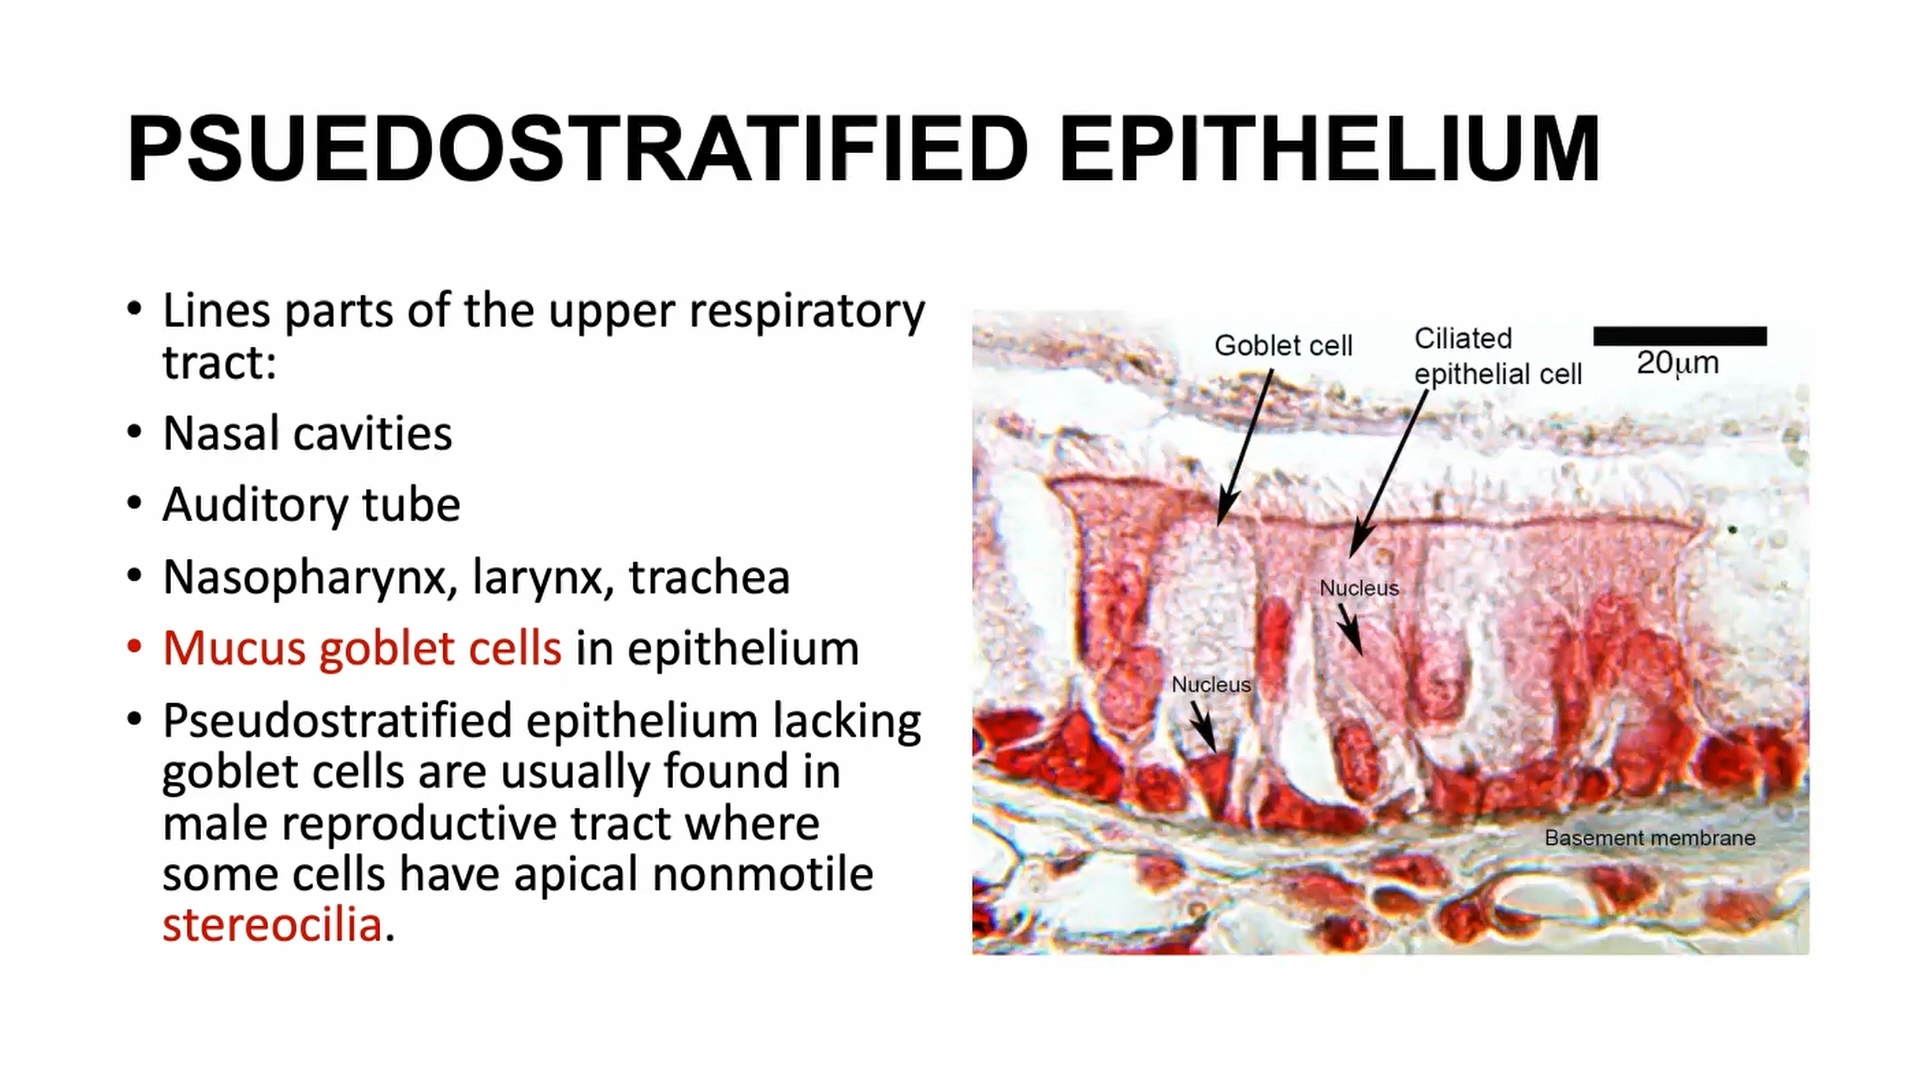 PSUEDOSTRATIFIED EPITHELIUM
• Lines parts of the upper respiratory
tract:
• Nasal cavities
• Auditory tube
• Nasopharynx, larynx, trachea
• Mucus goblet cells in epithelium
• Pseudostratified epithelium lacking
goblet cells are usually found in
male reproductive tract where
some cells have apical nonmotile
stereocilia.
Goblet cell
Ciliated
epithelial cell
20μm
Nucleus
Nucleus
Basement membrane